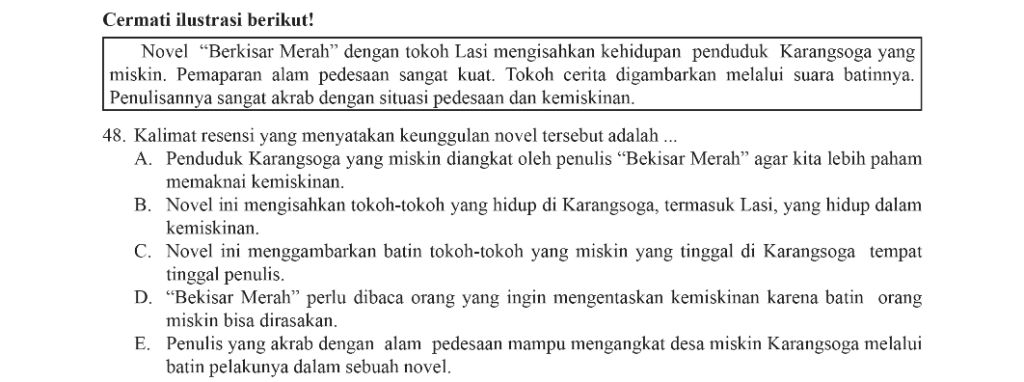 Cermati ilustrasi berikut!
Novel “Berkisar Merah” dengan tokoh Lasi mengisahkan kehidupan penduduk Karangsoga yang
miskin. Pemaparan alam pedesaan sangat kuat. Tokoh cerita digambarkan melalui suara batinnya.
Penulisannya sangat akrab dengan situasi pedesaan dan kemiskinan.
48. Kalimat resensi yang menyatakan keunggulan novel tersebut adalah ...
A. Penduduk Karangsoga yang miskin diangkat oleh penulis “Bekisar Merah” agar kita lebih paham
memaknai kemiskinan.
B. Novel ini mengisahkan tokoh-tokoh yang hidup di Karangsoga, termasuk Lasi, yang hidup dalam
kemiskinan.
C. Novel ini menggambarkan batin tokoh-tokoh yang miskin yang tinggal di Karangsoga tempat
tinggal penulis.
D. “Bekisar Merah” perlu dibaca orang yang ingin mengentaskan kemiskinan karena batin orang
miskin bisa dirasakan.
E. Penulis yang akrab dengan alam pedesaan mampu mengangkat desa miskin Karangsoga melalui
batin pelakunya dalam sebuah novel.